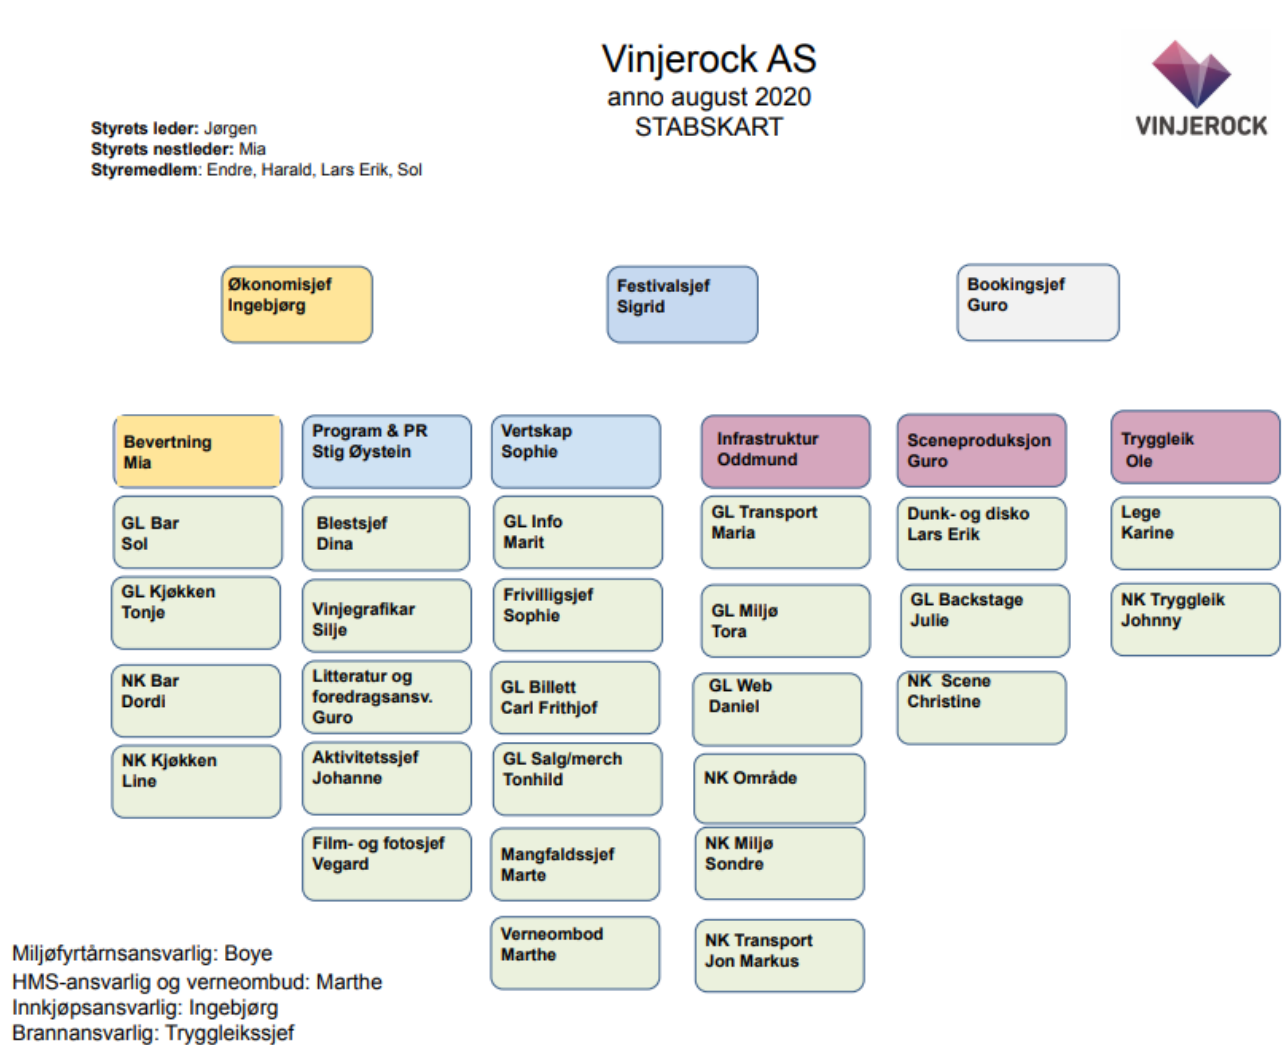 Vinjerock AS
anno august 2020
STABSKART
VINJEROCK
Styrets leder: Jørgen
Styrets nestleder: Mia
Styremedlem: Endre, Harald, Lars Erik, Sol
Økonomisjef
Ingebjørg
Festivalsjef
Sigrid
Bookingsjef
Guro
Bevertning
Mia
GL Bar
Sol
GL Kjøkken
Tonje
NK Bar
Dordi
NK Kjøkken
Line
Program & PR
Stig Øystein
Blestsjef
Dina
Vinjegrafikar
Silje
Litteratur og
foredragsansv.
Guro
Aktivitetssjef
Johanne
Film- og fotosjef
Vegard
Vertskap
Sophie
GL Info
Marit
Frivilligsjef
Sophie
GL Billett
Carl Frithjof
GL Salg/merch
Tonhild
Mangfaldssjef
Marte
Verneombod
Marthe
Infrastruktur
Oddmund
GL Transport
Maria
GL Miljø
Tora
GL Web
Daniel
NK Område
NK Miljø
Sondre
NK Transport
Jon Markus
Sceneproduksjon
Guro
Dunk- og disko
Lars Erik
GL Backstage
Julie
NK Scene
Christine
Tryggleik
Ole
Lege
Karine
NK Tryggleik
Johnny
Miljøfyrtårnsansvarlig: Boye
HMS-ansvarlig og verneombud: Marthe
Innkjøpsansvarlig: Ingebjørg
Brannansvarlig: Tryggleikssjef